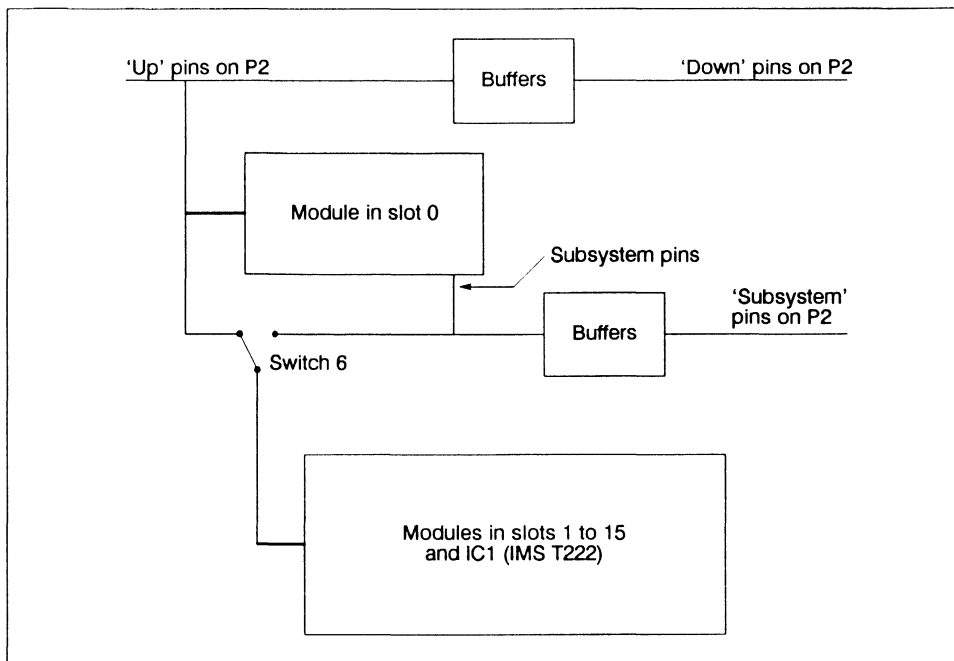 ‘Up’ pins on P2
Buffers
‘Down’ pins on P2
Module in slot 0
Subsystem pins
‘Subsystem’
pins on P2
Buffers
Switch 6
Modules in slots 1 to 15
and IC1 (IMS T222)